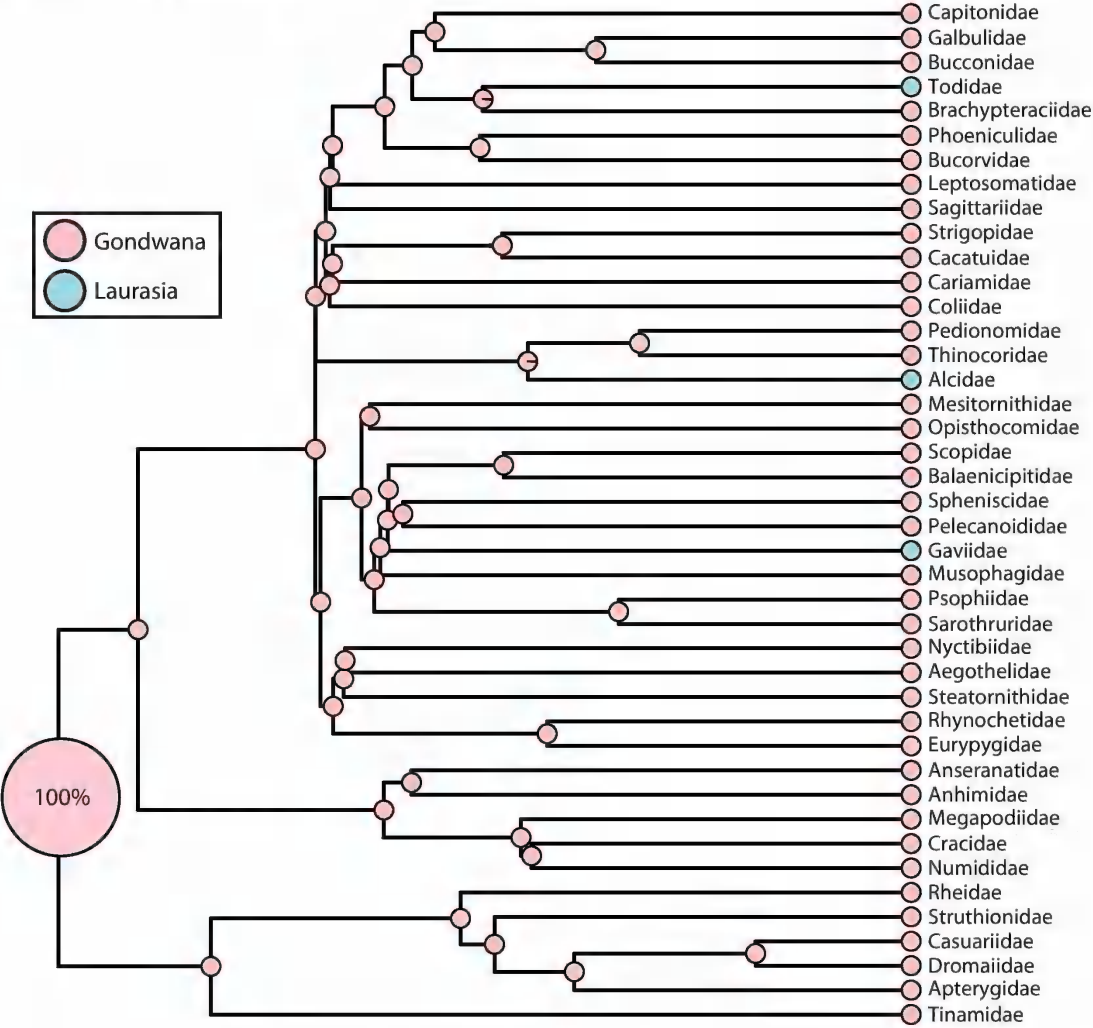 Capitonidae
Galbulidae
Bucconidae
Todidae
Brachypteraciidae
Phoeniculidae
Bucorvidae
Leptosomatidae
Sagittariidae
Gondwana
Laurasia
Strigopidae
Cacatuidae
Cariamidae
Coliidae
Pedionomidae
Thinocoridae
Alcidae
Mesitornithidae
Opisthocomidae
Scopidae
Balaenicipitidae
Spheniscidae
Pelecanoididae
Gaviidae
Musophagidae
Psophiidae
Sarothruridae
Nyctibiidae
Aegothelidae
Steatornithidae
Rhynochetidae
Eurypygidae
Anseranatidae
Anhimidae
100%
Megapodiidae
Cracidae
Numididae
Rheidae
Struthionidae
Casuariidae
Dromaiidae
Apterygidae
Tinamidae